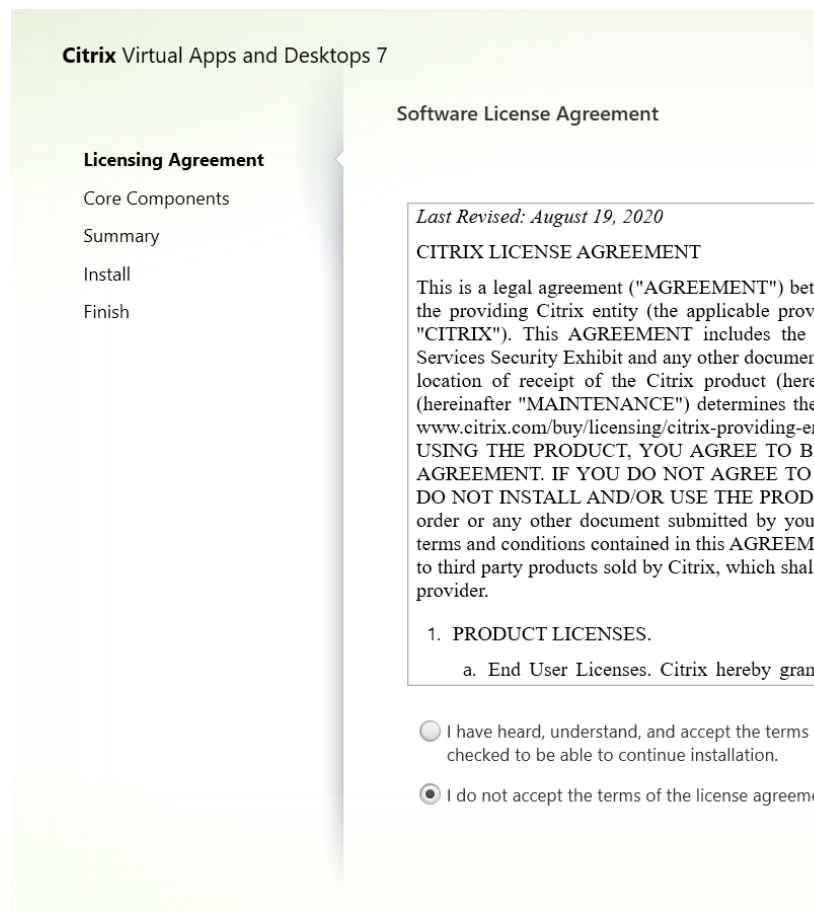 Citrix Virtual Apps and Desktops 7
Software License Agreement
Licensing Agreement
Core Components
Summary
Install
Finish
Last Revised: August 19, 2020
CITRIX LICENSE AGREEMENT
This is a legal agreement ("AGREEMENT") bet
the providing Citrix entity (the applicable prov
"CITRIX"). This AGREEMENT includes the
Services Security Exhibit and any other documen
location of receipt of the Citrix product (here
(hereinafter "MAINTENANCE") determines the
www.citrix.com/buy/licensing/citrix-providing-en
USING THE PRODUCT, YOU AGREE TO B
AGREEMENT. IF YOU DO NOT AGREE TO
DO NOT INSTALL AND/OR USE THE PROD
order or any other document submitted by you
terms and conditions contained in this AGREEM
to third party products sold by Citrix, which shal
provider.
1. PRODUCT LICENSES.
a. End User Licenses. Citrix hereby gran
I have heard, understand, and accept the terms
checked to be able to continue installation.
I do not accept the terms of the license agreeme